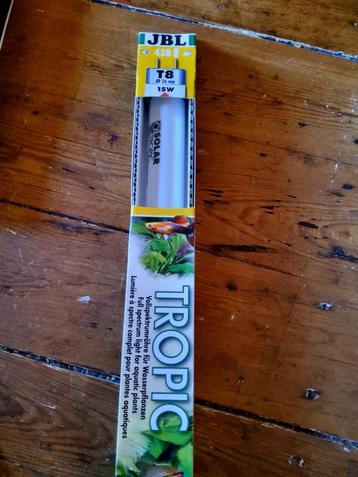 JBL
438
T8
Ø 26 mm
15W
SOLAR
TROPIC
Vollspektrumröhre für Wasserpflanzen
Full spectrum light for aquatic plants
Lumière à spectre complet pour plantes aquatiques